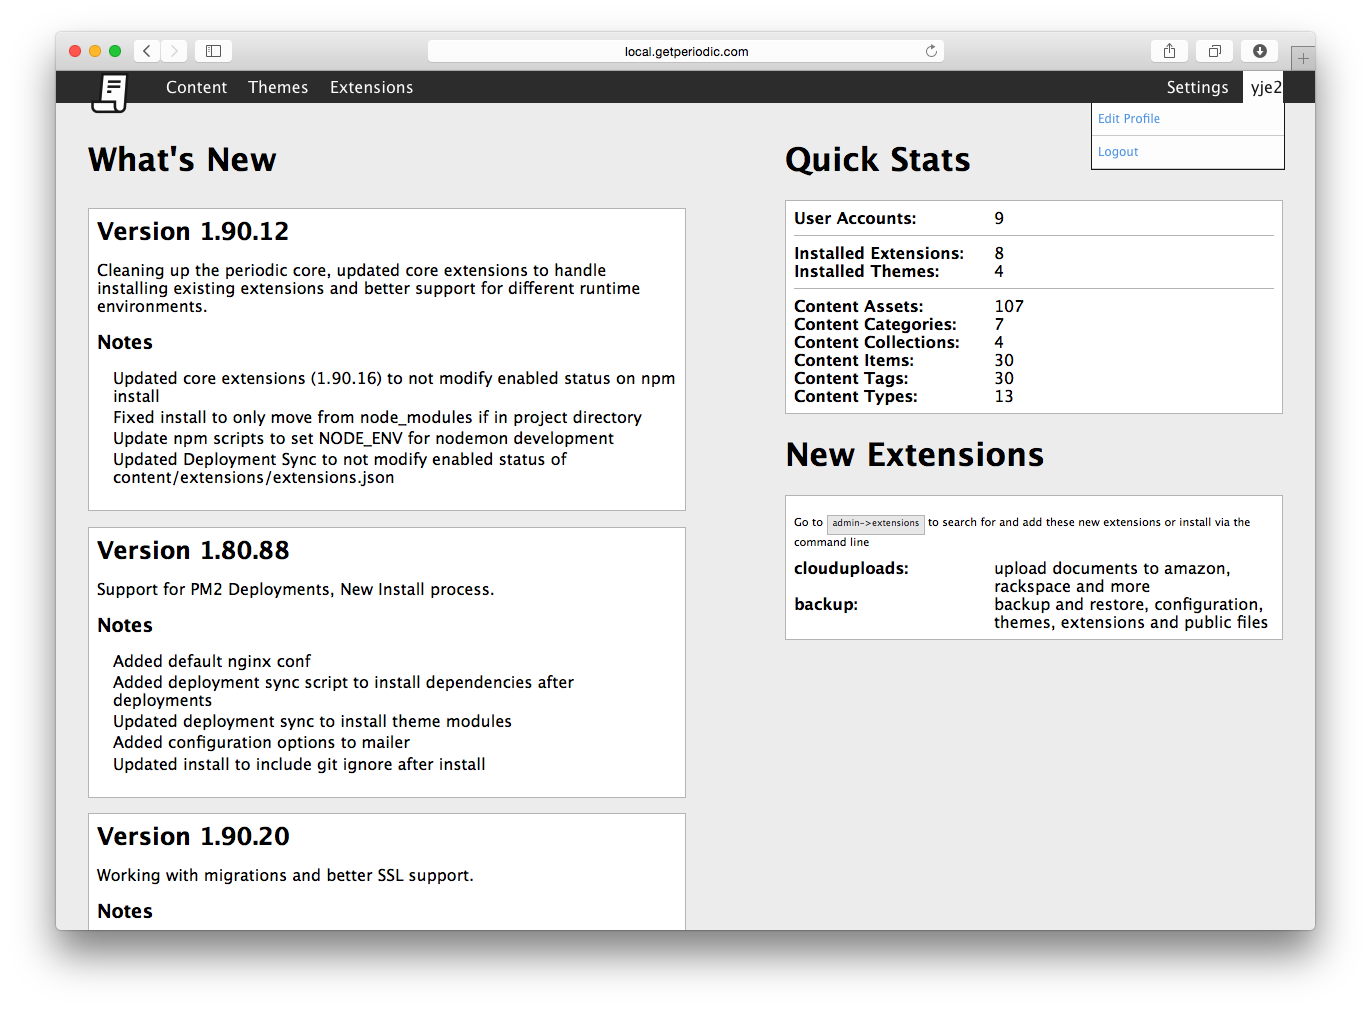 local.getperiodic.com
Content Themes Extensions
Settings yje2
Edit Profile
Logout
What's New
Version 1.90.12
Cleaning up the periodic core, updated core extensions to handle
installing existing extensions and better support for different runtime
environments.
Notes
Updated core extensions (1.90.16) to not modify enabled status on npm
install
Fixed install to only move from node_modules if in project directory
Update npm scripts to set NODE_ENV for nodemon development
Updated Deployment Sync to not modify enabled status of
content/extensions/extensions.json
Version 1.80.88
Support for PM2 Deployments, New Install process.
Notes
Added default nginx conf
Added deployment sync script to install dependencies after
deployments
Updated deployment sync to install theme modules
Added configuration options to mailer
Updated install to include git ignore after install
Version 1.90.20
Working with migrations and better SSL support.
Notes
Quick Stats
User Accounts: 9
Installed Extensions: 8
Installed Themes: 4
Content Assets: 107
Content Categories: 7
Content Collections: 4
Content Items: 30
Content Tags: 30
Content Types: 13
New Extensions
Go to admin->extensions to search for and add these new extensions or install via the
command line
clouduploads: upload documents to amazon,
rackspace and more
backup: backup and restore, configuration,
themes, extensions and public files